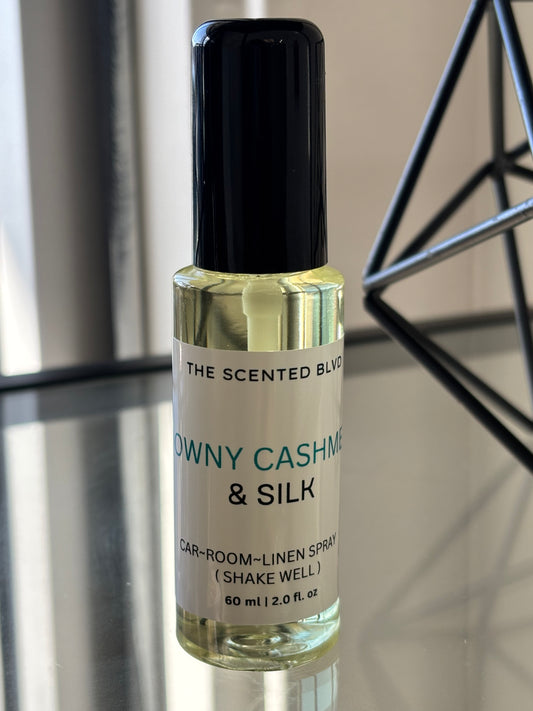 THE SCENTED BLVD
OWNY CASHME
& SILK
CAR~ROOM~LINEN SPRAY
( SHAKE WELL )
60 ml | 2.0 fl. oz